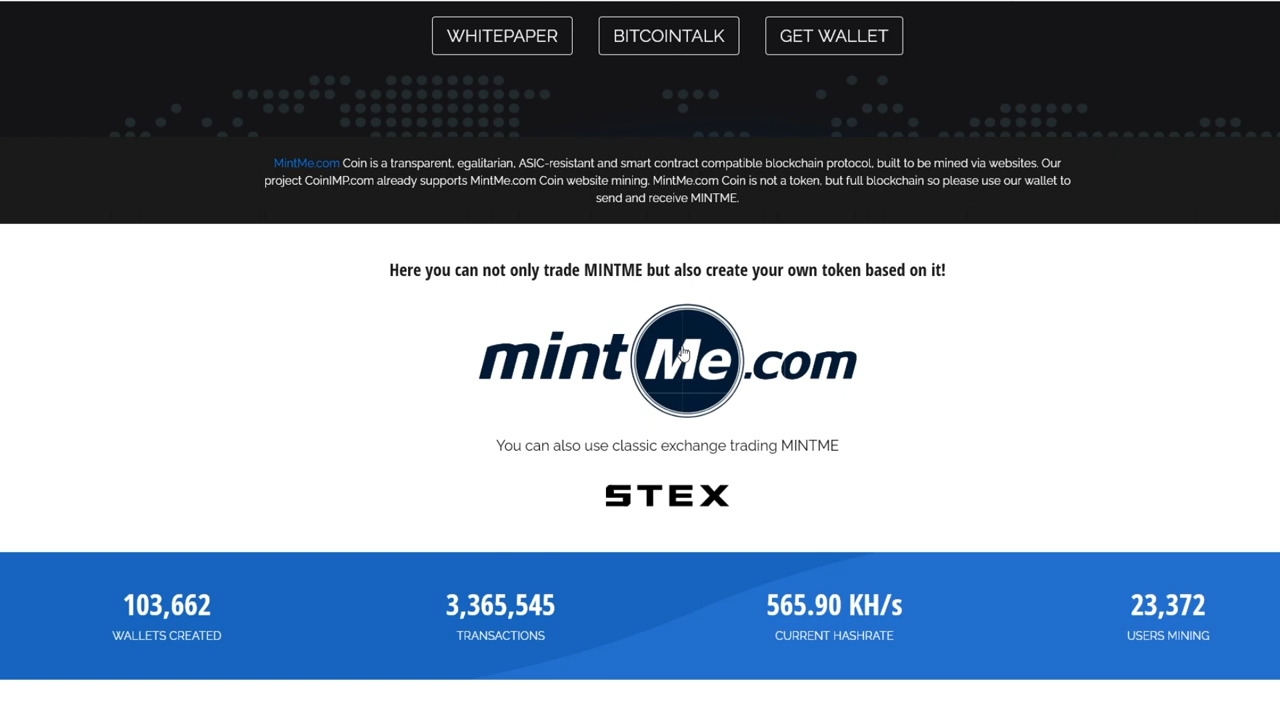 WHITEPAPER BITCOINTALK GET WALLET
MintMe.com Coin is a transparent, egalitarian, ASIC-resistant and smart contract compatible blockchain protocol, built to be mined via websites. Our
project CoinIMP.com already supports MintMe.com Coin website mining. MintMe.com Coin is not a token, but full blockchain so please use our wallet to
send and receive MINTME.
Here you can not only trade MINTME but also create your own token based on it!
mintMe.com
You can also use classic exchange trading MINTME
STEX
103,662 3,365,545 565.90 KH/s 23,372
WALLETS CREATED TRANSACTIONS CURRENT HASHRATE USERS MINING